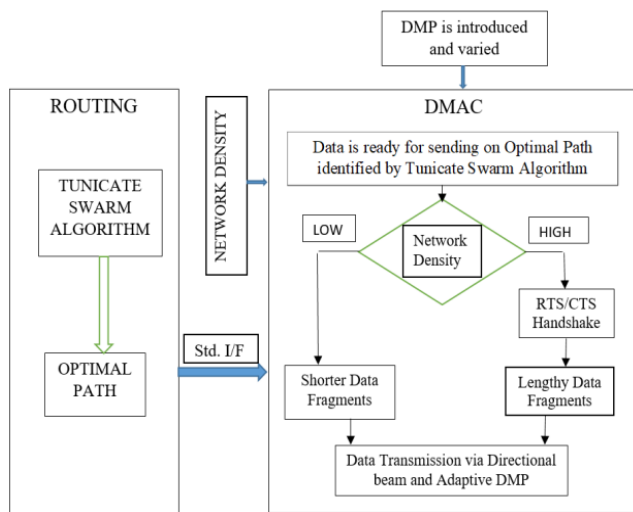 DMP is introduced
and varied
ROUTING
TUNICATE
SWARM
ALGORITHM
OPTIMAL
PATH
NETWORK DENSITY
Std. I/F
DMAC
Data is ready for sending on Optimal Path
identified by Tunicate Swarm Algorithm
LOW
Network
Density
HIGH
RTS/CTS
Handshake
Shorter Data
Fragments
Lengthy Data
Fragments
Data Transmission via Directional
beam and Adaptive DMP